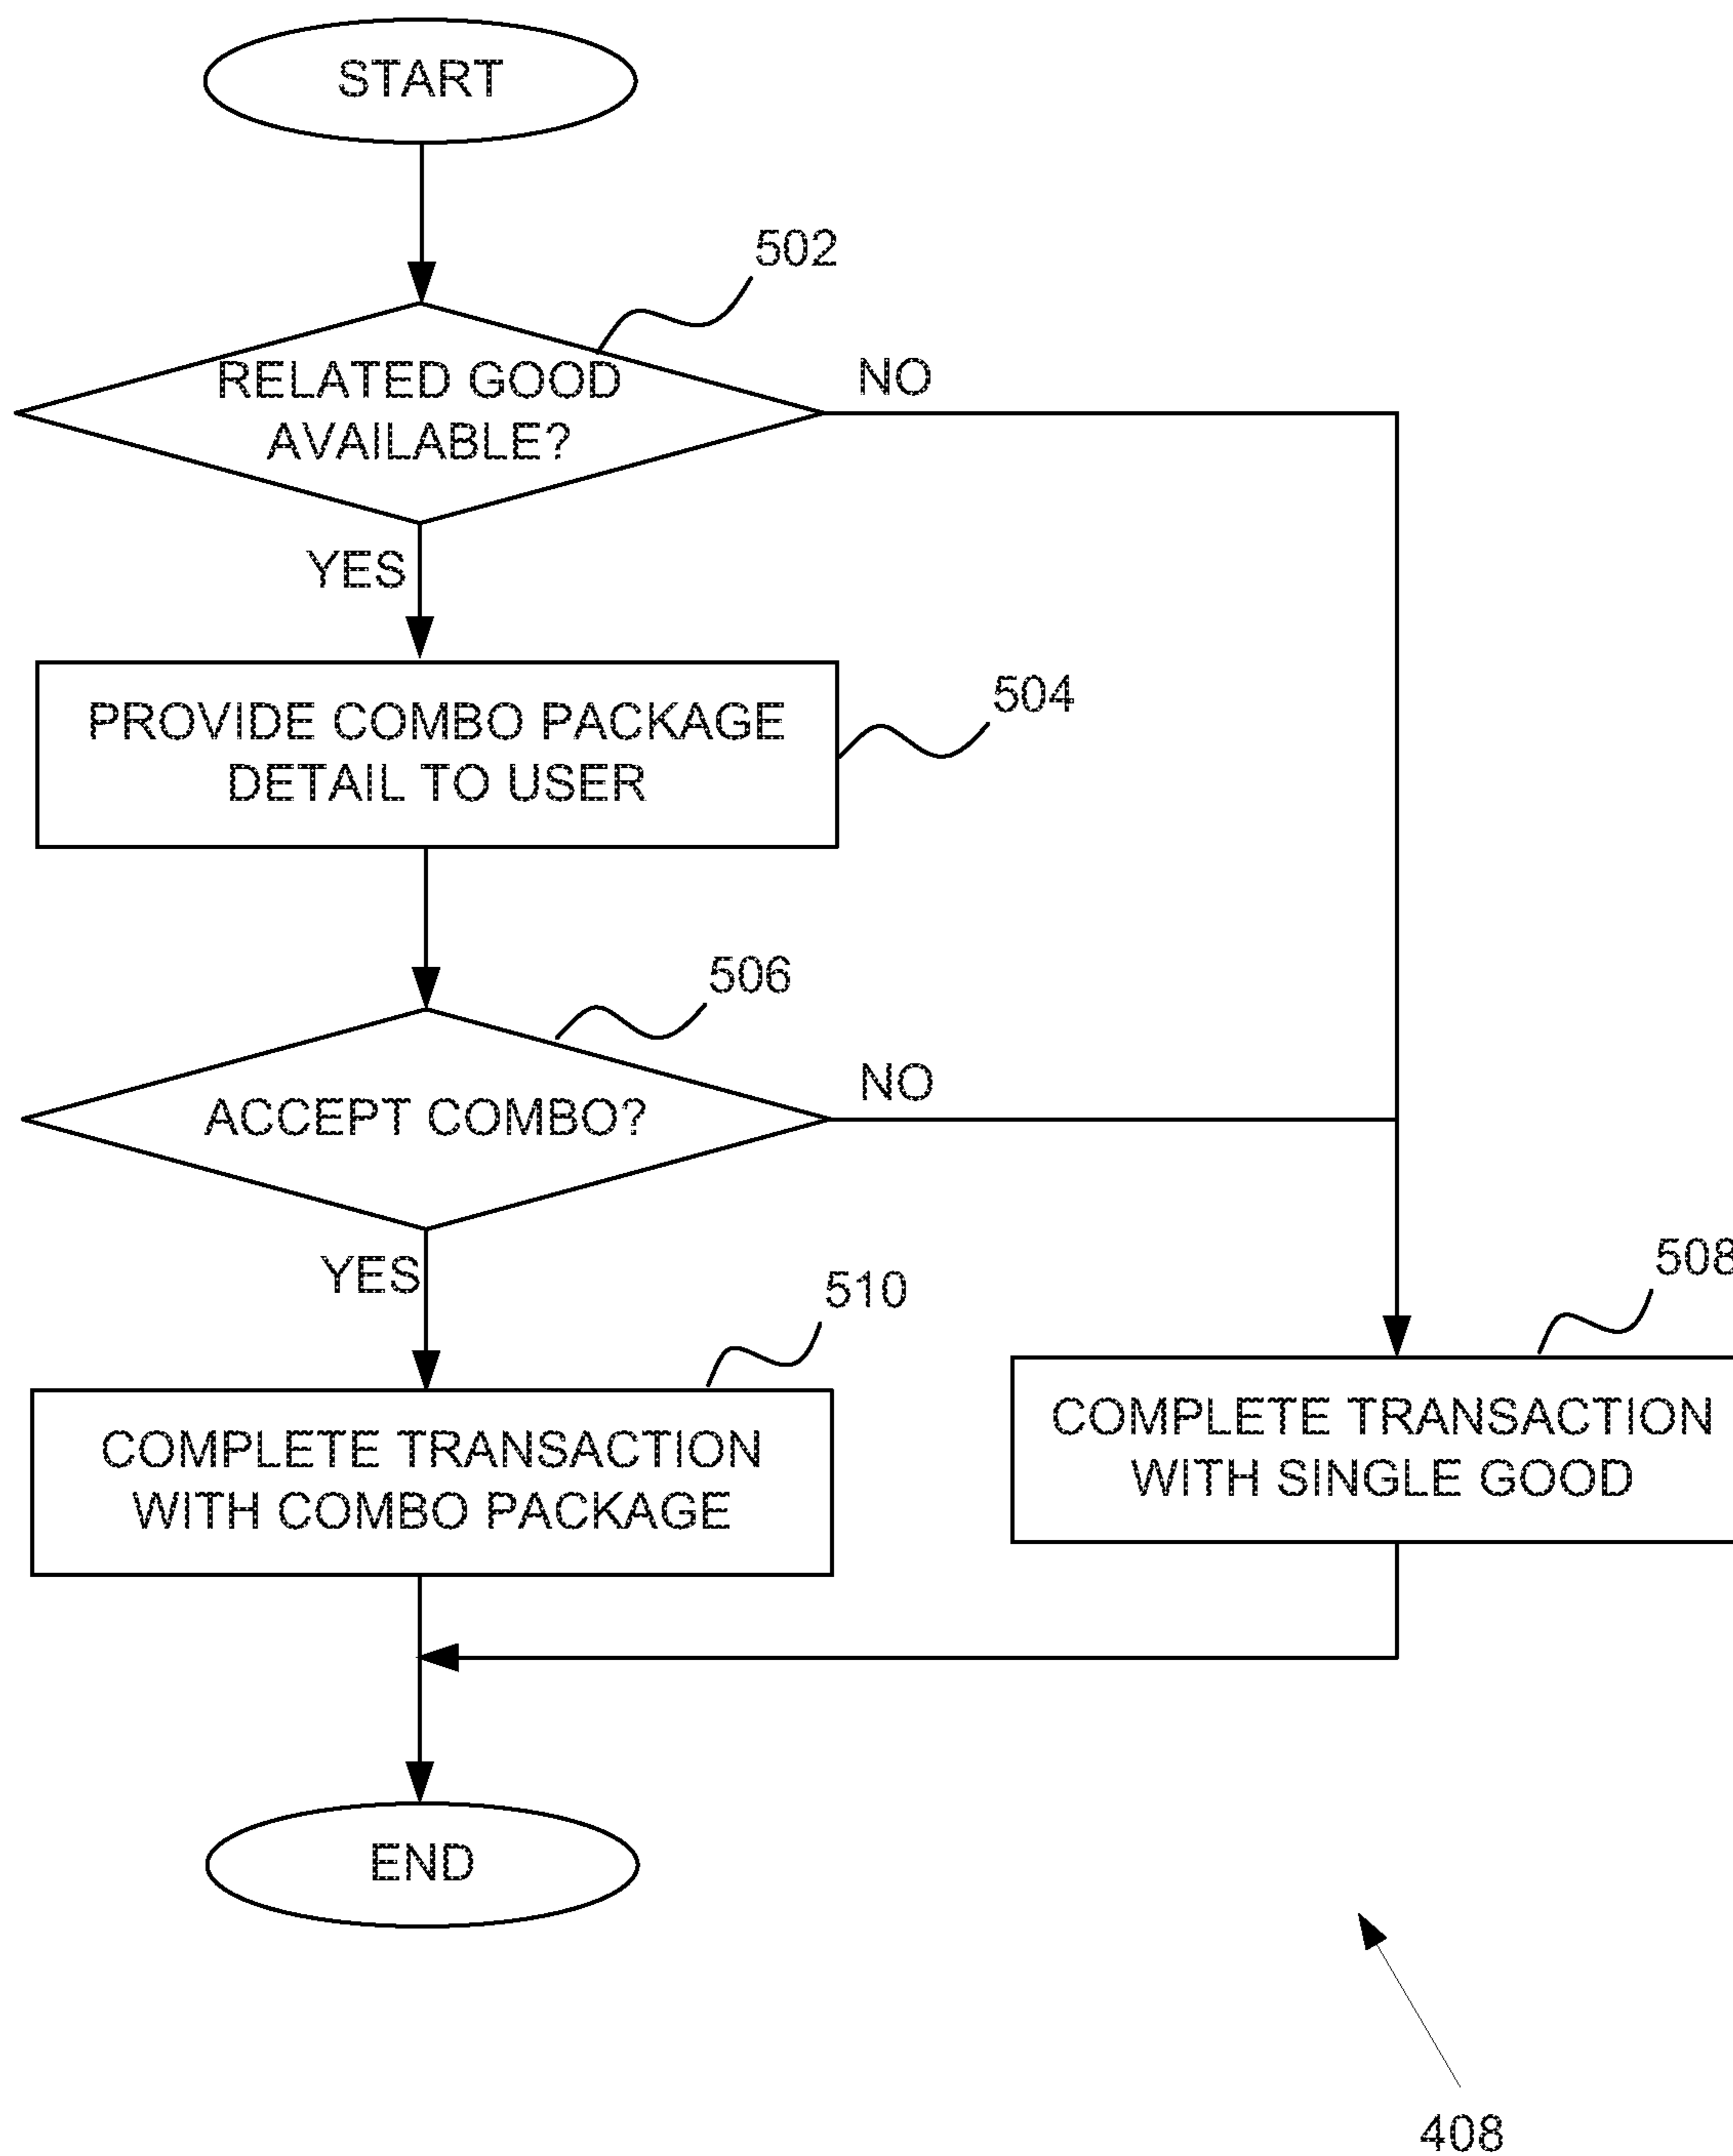 START
502
RELATED GOOD
AVAILABLE?
NO
YES
PROVIDE COMBO PACKAGE
DETAIL TO USER
504
506
ACCEPT COMBO?
NO
YES
510
508
COMPLETE TRANSACTION
WITH COMBO PACKAGE
COMPLETE TRANSACTION
WITH SINGLE GOOD
END
408